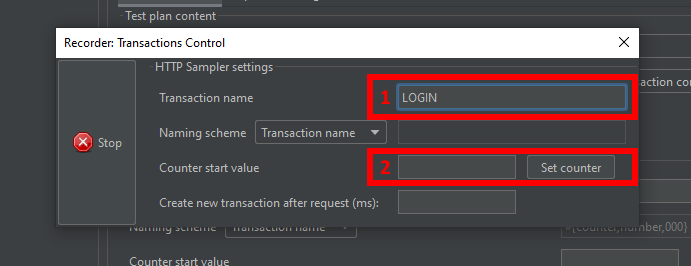 Test plan content
Recorder: Transactions Control
HTTP Sampler settings
Transaction name 1 LOGIN
action co
Stop
Naming scheme Transaction name
Counter start value 2 Set counter
Create new transaction after request (ms):
Naming scheme Transaction name {counter,number,000}
Counter start value